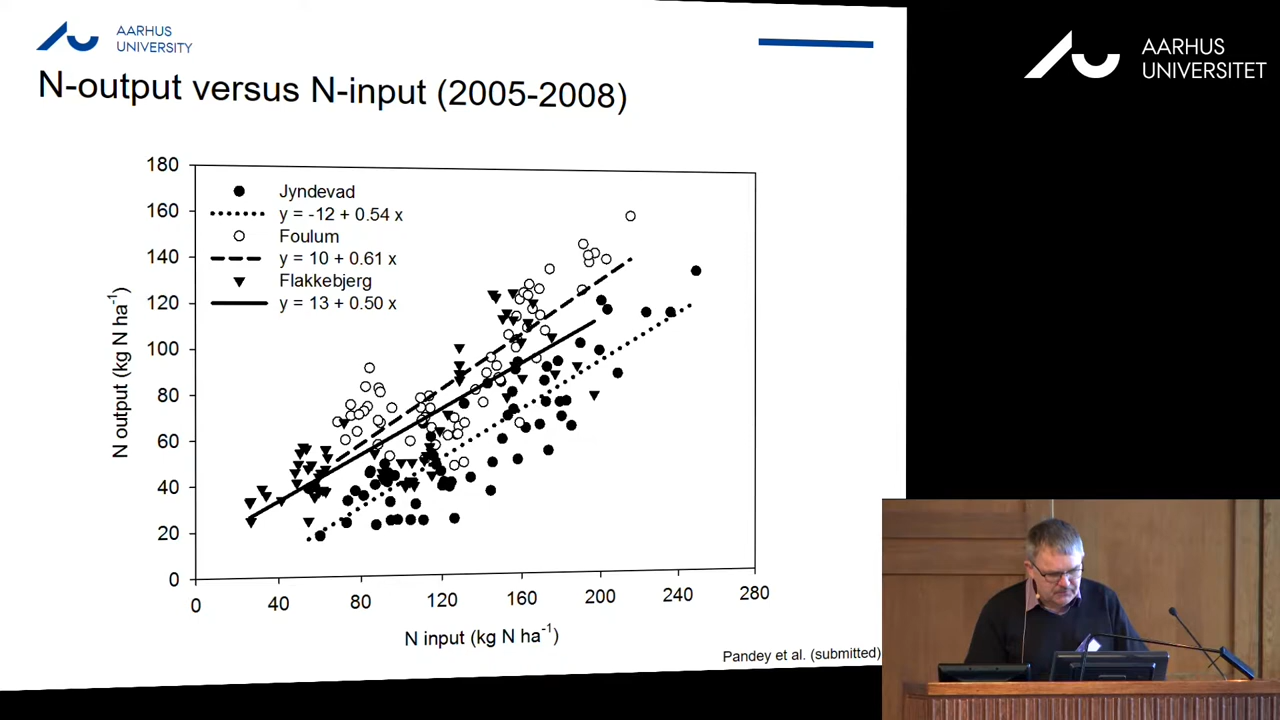 AARHUS
UNIVERSITY
AARHUS
UNIVERSITET
N-output versus N-input (2005-2008)
180
160
140
120
100
80
60
40
20
0
N output (kg N ha⁻¹)
Jyndevad
y = -12 + 0.54 x
Foulum
y = 10 + 0.61 x
Flakkebjerg
y = 13 + 0.50 x
0 40 80 120 160 200 240 280
N input (kg N ha⁻¹)
Pandey et al. (submitted)